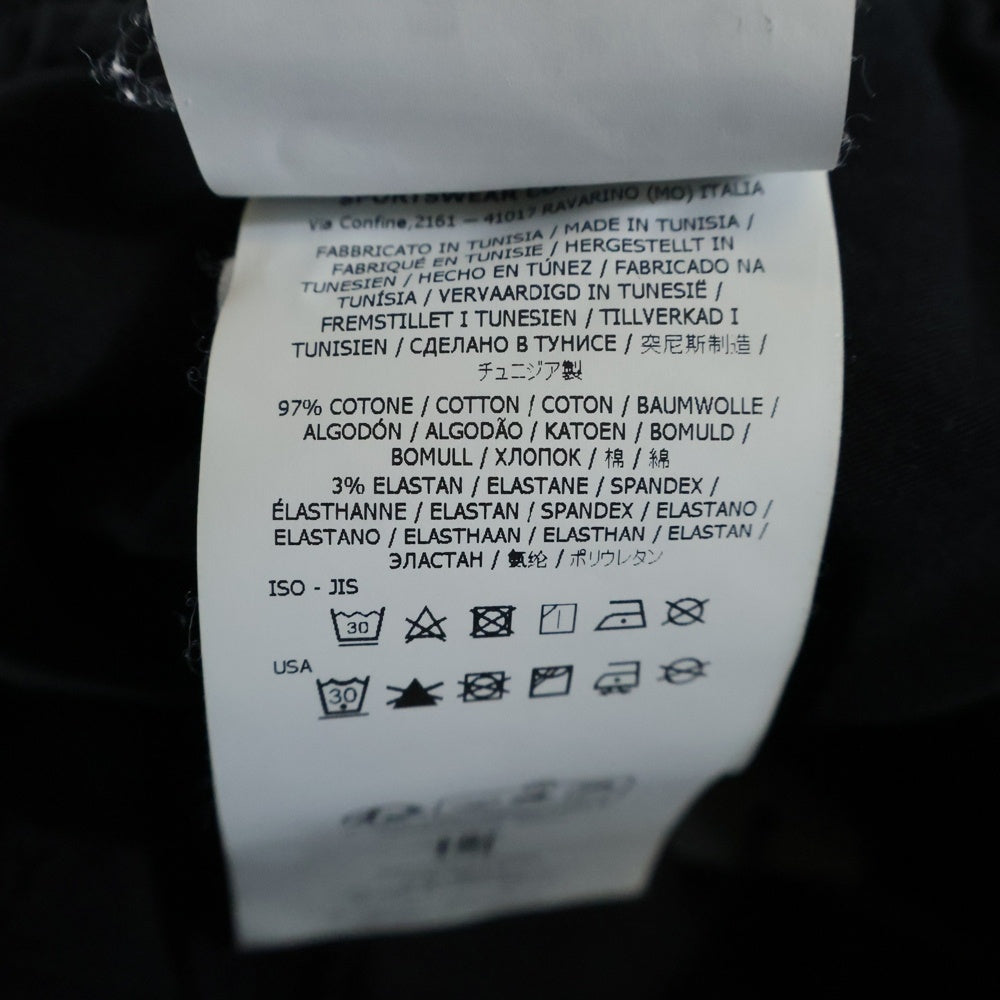 SPORTSWEAR
Via Confine,2161 — 41017 RAVARINO (MO) ITALIA
FABBRICATO IN TUNISIA / MADE IN TUNISIA /
FABRIQUÉ EN TUNISIE / HERGESTELLT IN
TUNESIEN / HECHO EN TÚNEZ / FABRICADO NA
TUNÍSIA / VERVAARDIGD IN TUNESIË /
FREMSTILLET I TUNESIEN / TILLVERKAD I
TUNISIEN / СДЕЛАНО В ТУНИСЕ / 突尼斯制造 /
チュニジア製
97% COTONE / COTTON / COTON / BAUMWOLLE /
ALGODÓN / ALGODÃO / KATOEN / BOMULD /
BOMULL / ХЛОПОК / 棉 / 綿
3% ELASTAN / ELASTANE / SPANDEX /
ÉLASTHANNE / ELASTAN / SPANDEX / ELASTANO /
ELASTANO / ELASTHAAN / ELASTHAN / ELASTAN /
ЭЛАСТАН / 氨纶 / ポリウレタン
ISO - JIS
30
USA
30